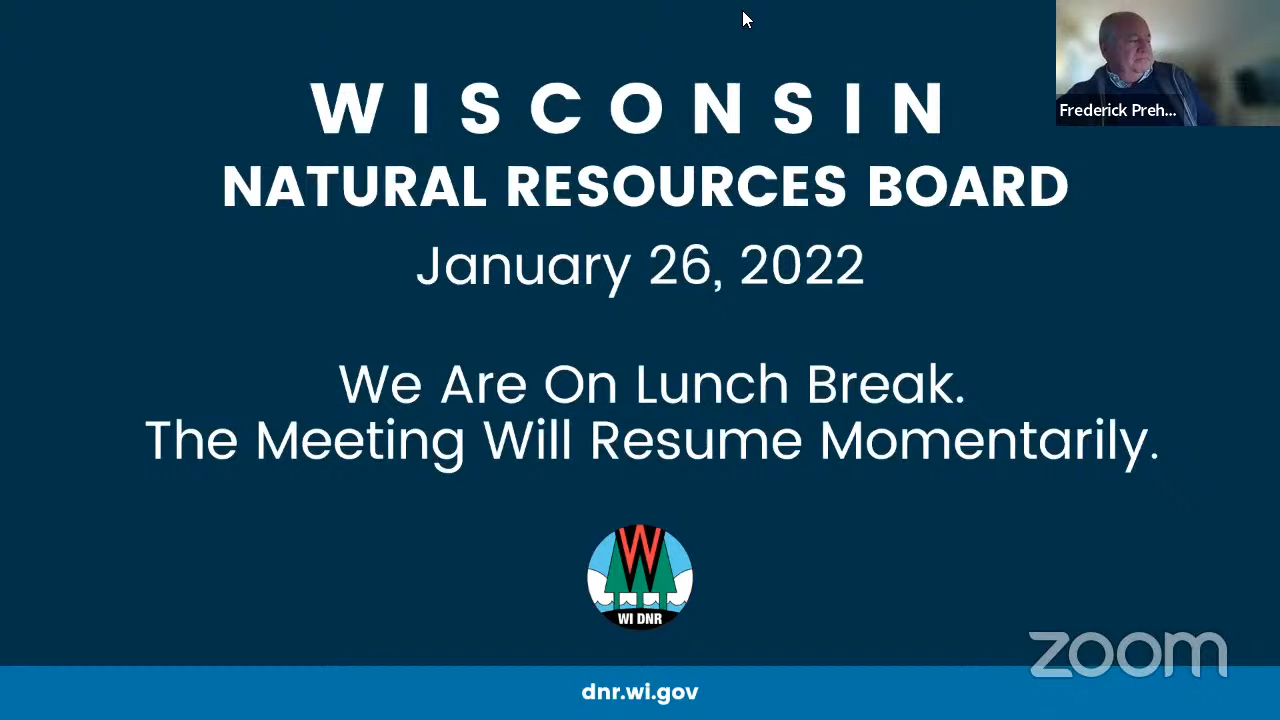 WISCONSIN
NATURAL RESOURCES BOARD
January 26, 2022
We Are On Lunch Break.
The Meeting Will Resume Momentarily.
Frederick Preh...
W
WI DNR
zoom
dnr.wi.gov